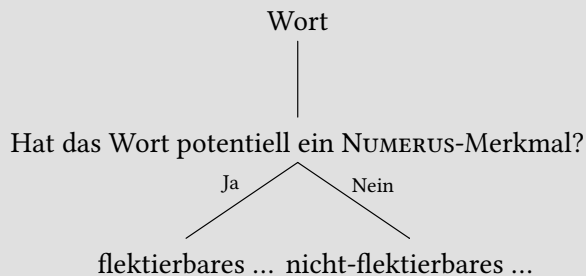 Wort
Hat das Wort potentiell ein NUMERUS-Merkmal?
Ja Nein
flektierbares … nicht-flektierbares …